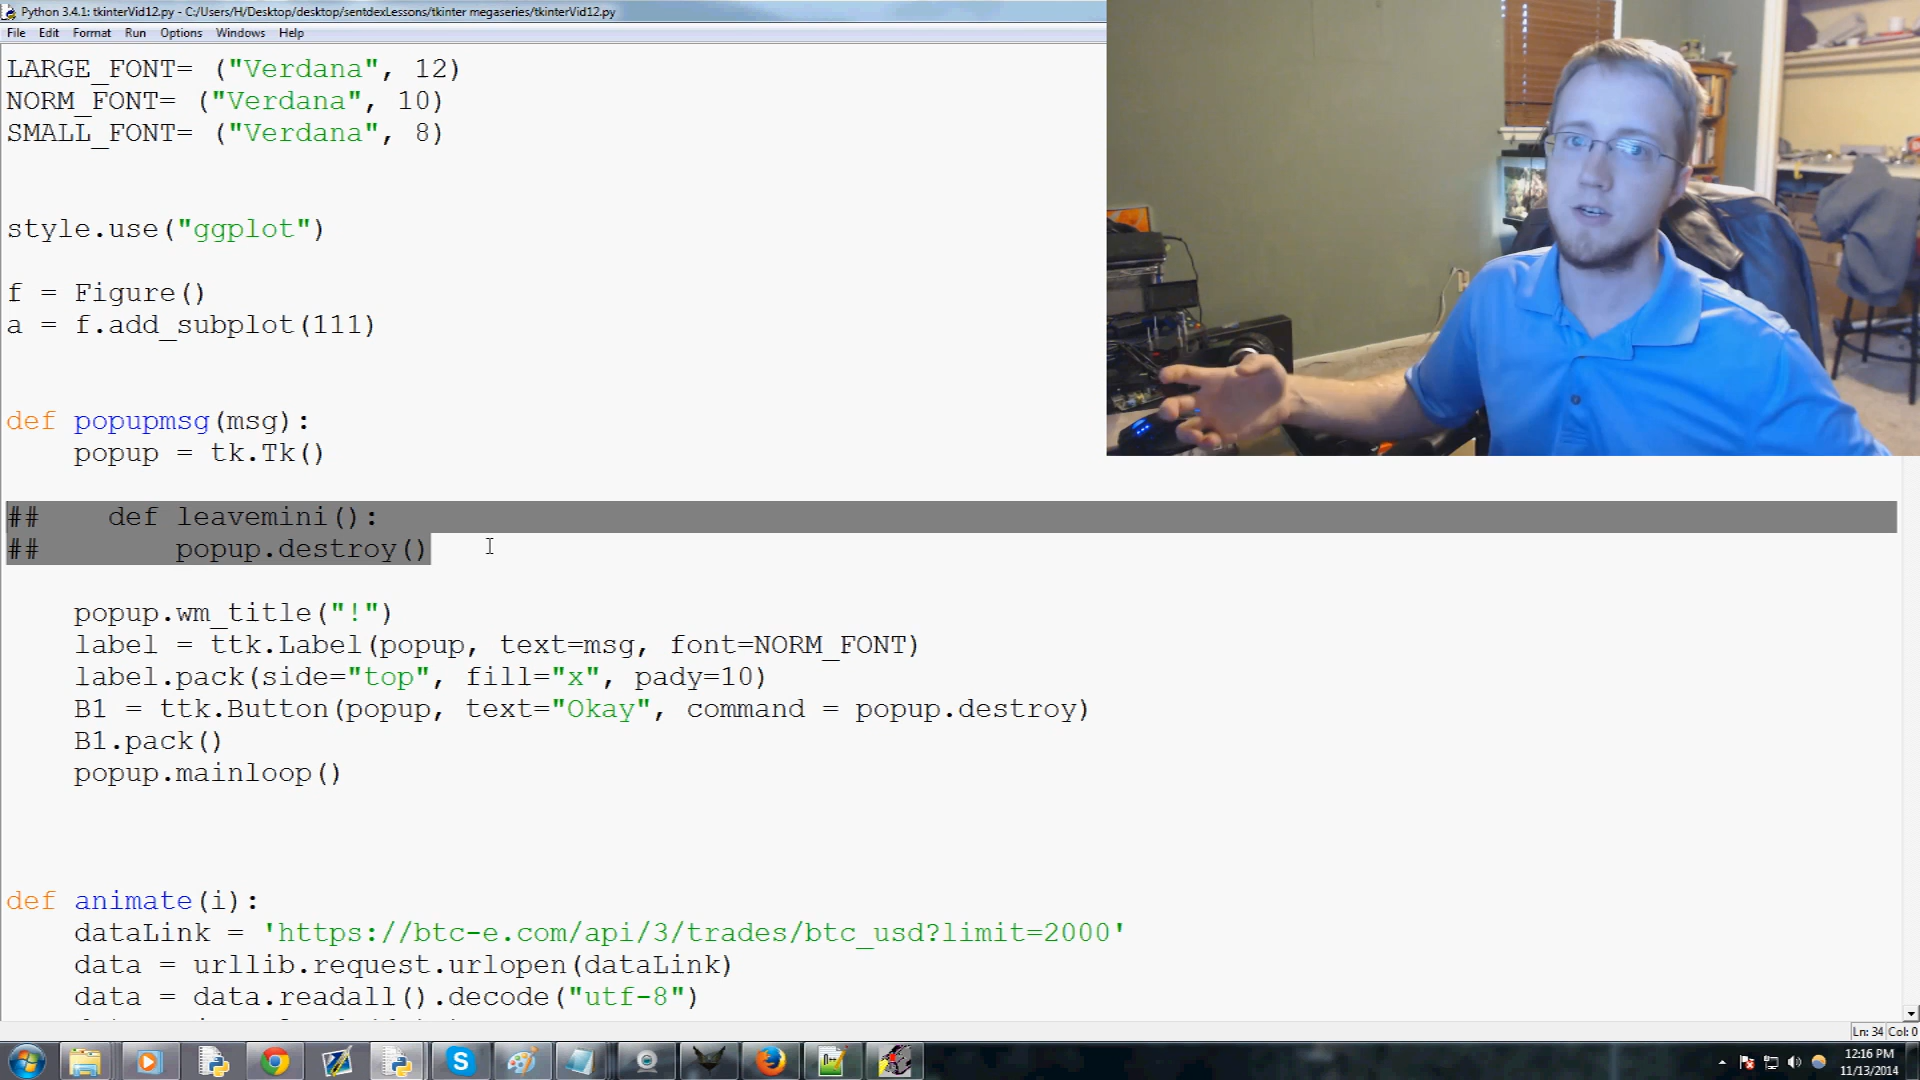 Python 3.4.1: tkinterVid12.py - C:/Users/H/Desktop/desktop/sentdexLessons/tkinter megaseries/tkinterVid12.py
File Edit Format Run Options Windows Help
LARGE_FONT= ("Verdana", 12)
NORM_FONT= ("Verdana", 10)
SMALL_FONT= ("Verdana", 8)
style.use("ggplot")
f = Figure()
a = f.add_subplot(111)
def popupmsg(msg):
    popup = tk.Tk()
##    def leavemini():
##        popup.destroy()
    popup.wm_title("!")
    label = ttk.Label(popup, text=msg, font=NORM_FONT)
    label.pack(side="top", fill="x", pady=10)
    B1 = ttk.Button(popup, text="Okay", command = popup.destroy)
    B1.pack()
    popup.mainloop()
def animate(i):
    dataLink = 'https://btc-e.com/api/3/trades/btc_usd?limit=2000'
    data = urllib.request.urlopen(dataLink)
    data = data.readall().decode("utf-8")
Ln: 34 Col: 0
12:16 PM
11/13/2014